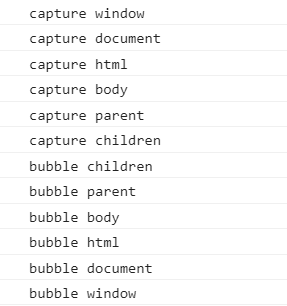 capture window
capture document
capture html
capture body
capture parent
capture children
bubble children
bubble parent
bubble body
bubble html
bubble document
bubble window